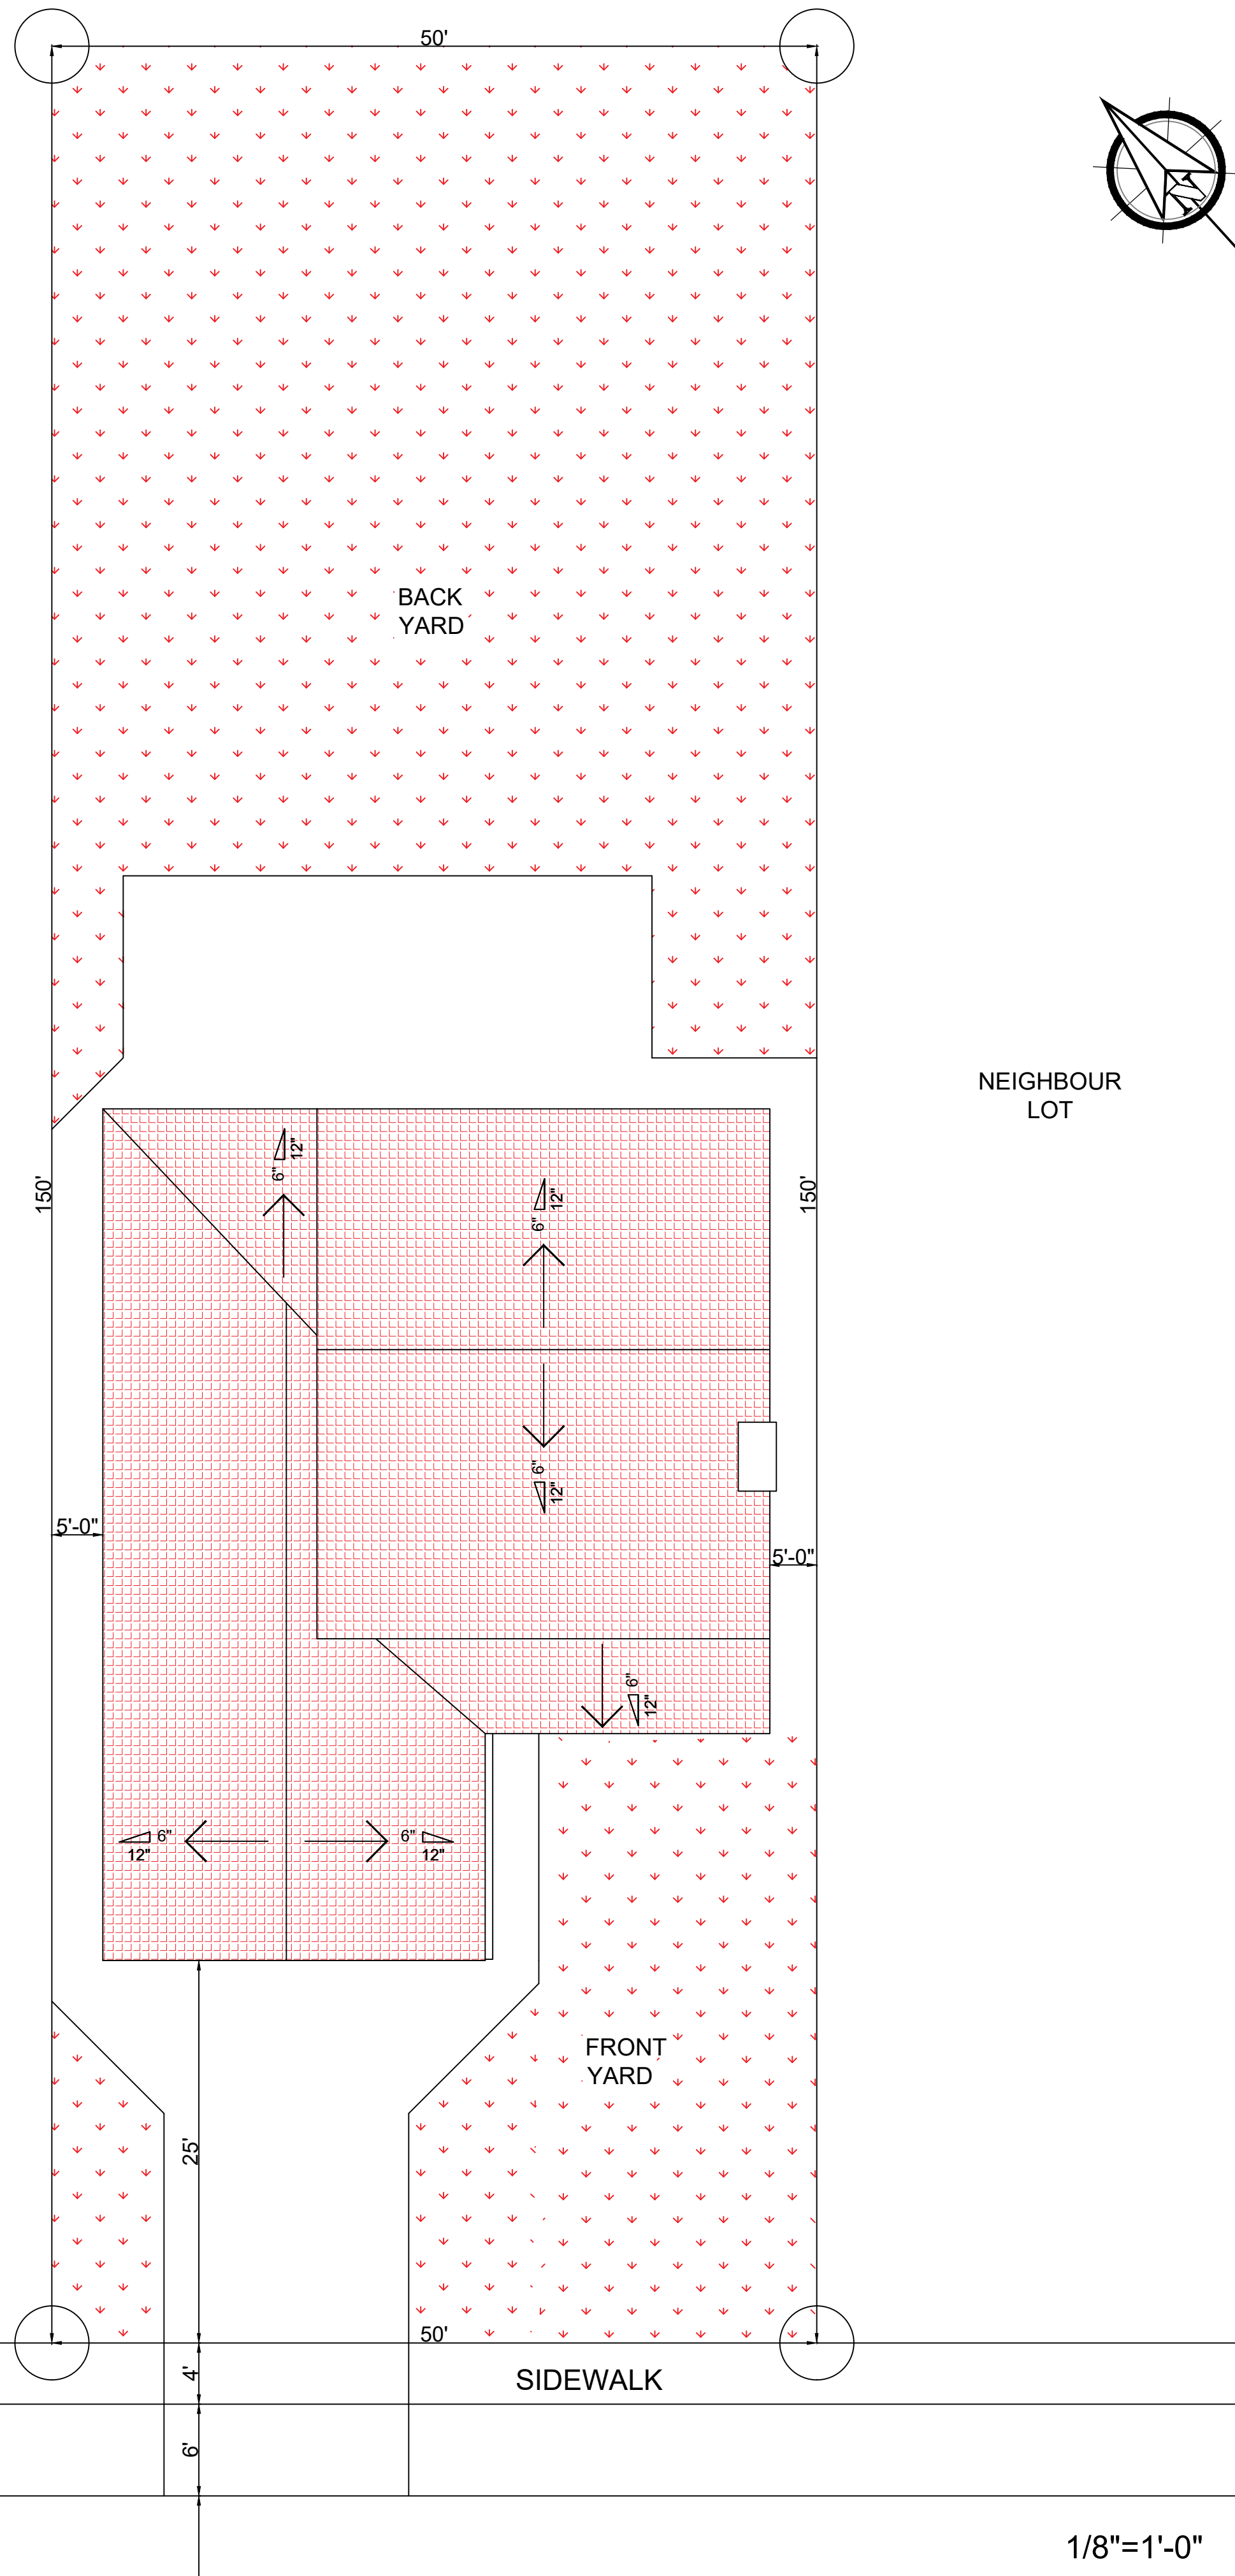 50'
N
BACK
YARD
NEIGHBOUR
LOT
150'
150'
6"
12"
6"
12"
6"
12"
5'-0"
5'-0"
6"
12"
6"
12"
6"
12"
FRONT
YARD
25'
50'
4'
SIDEWALK
6'
1/8"=1'-0"